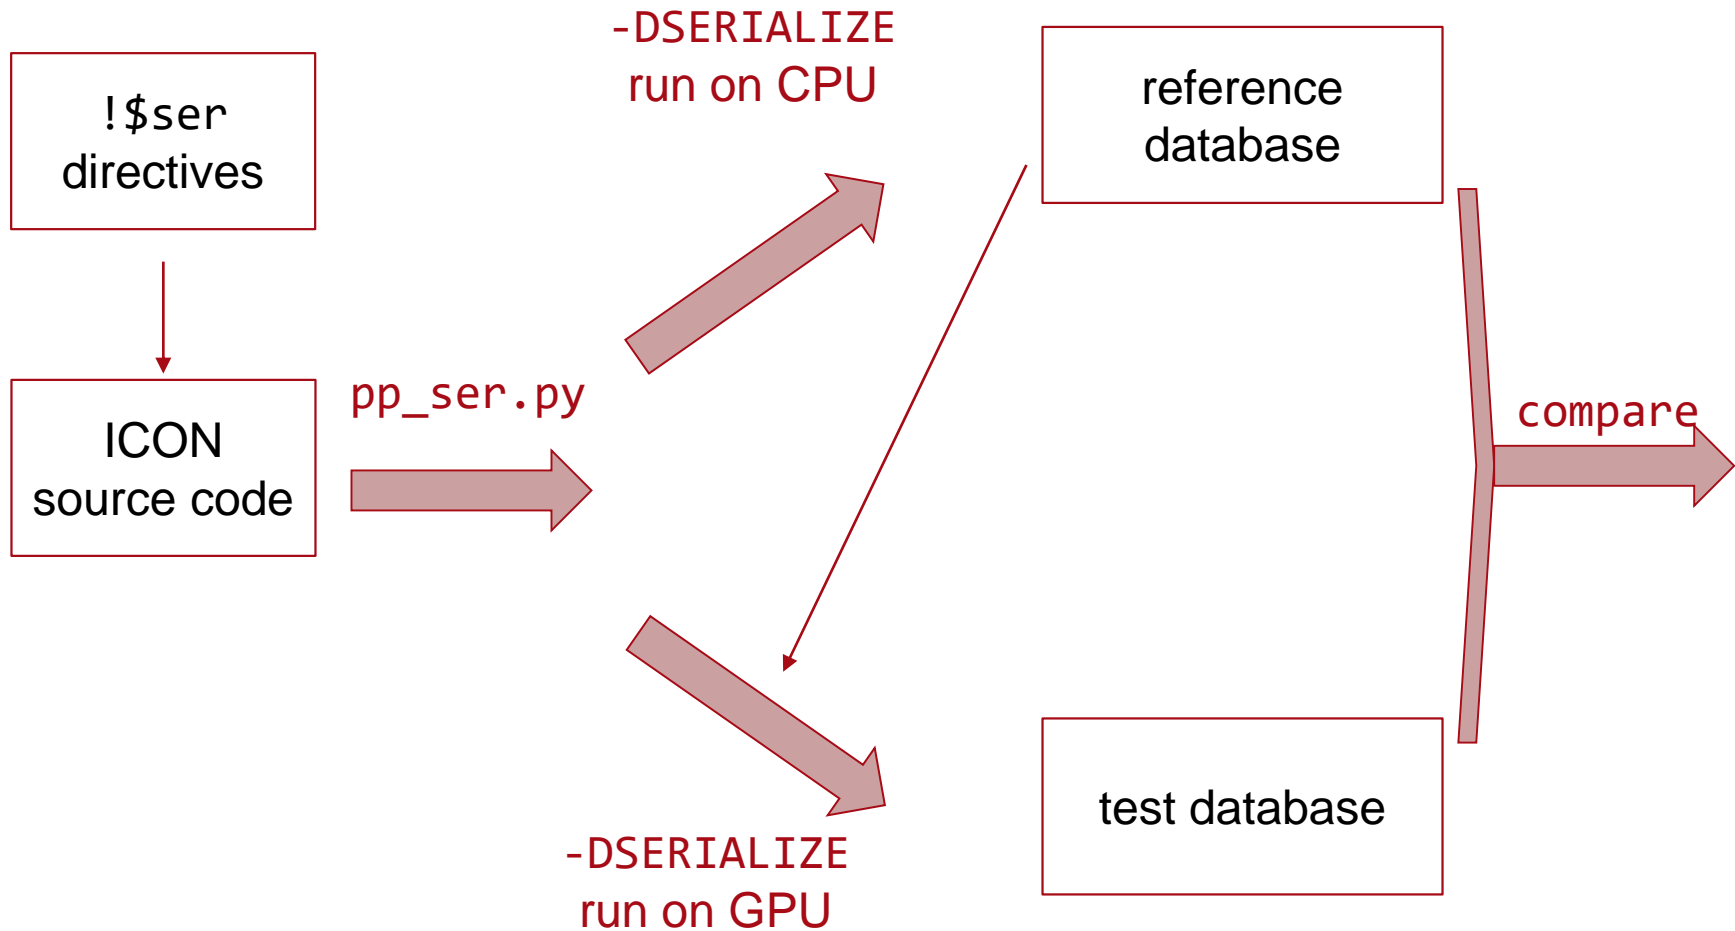 !$ser
directives
ICON
source code
pp_ser.py
-DSERIALIZE
run on CPU
reference
database
-DSERIALIZE
run on GPU
test database
compare